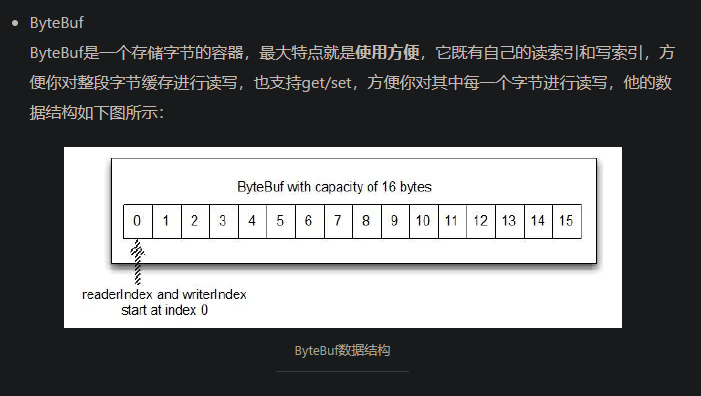 ByteBuf
ByteBuf是一个存储字节的容器，最大特点就是使用方便，它既有自己的读索引和写索引，方
便你对整段字节缓存进行读写，也支持get/set，方便你对其中每一个字节进行读写，他的数
据结构如下图所示：
ByteBuf with capacity of 16 bytes
0 1 2 3 4 5 6 7 8 9 10 11 12 13 14 15
readerIndex and writerIndex
start at index 0
ByteBuf数据结构